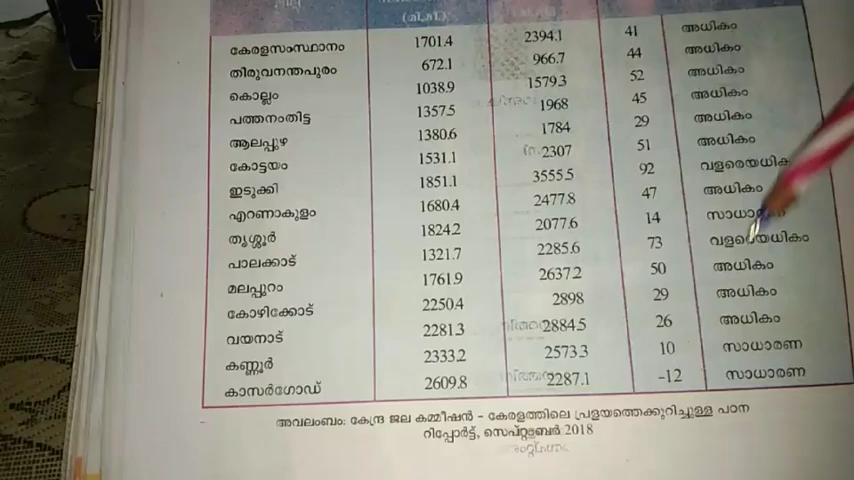 (മി.മീ.)
കേരളസംസ്ഥാനം 1701.4 2394.1 41 അധികം
തിരുവനന്തപുരം 672.1 966.7 44 അധികം
കൊല്ലം 1038.9 1579.3 52 അധികം
പത്തനംതിട്ട 1357.5 1968 45 അധികം
ആലപ്പുഴ 1380.6 1784 29 അധികം
കോട്ടയം 1531.1 2307 51 അധികം
ഇടുക്കി 1851.1 3555.5 92 വളരെയധികം
എറണാകുളം 1680.4 2477.8 47 അധികം
തൃശ്ശൂർ 1824.2 2077.6 14
പാലക്കാട് 1321.7 2285.6 73 വളരെയധികം
മലപ്പുറം 1761.9 2637.2 50 അധികം
കോഴിക്കോട് 2250.4 2898 29 അധികം
വയനാട് 2281.3 2884.5 26 അധികം
കണ്ണൂർ 2333.2 2573.3 10 സാധാരണ
കാസർഗോഡ് 2609.8 2287.1 -12 സാധാരണ
അവലംബം: കേന്ദ്ര ജല കമ്മീഷൻ - കേരളത്തിലെ പ്രളയത്തെക്കുറിച്ചുള്ള പഠന
റിപ്പോർട്ട്, സെപ്റ്റംബർ 2018